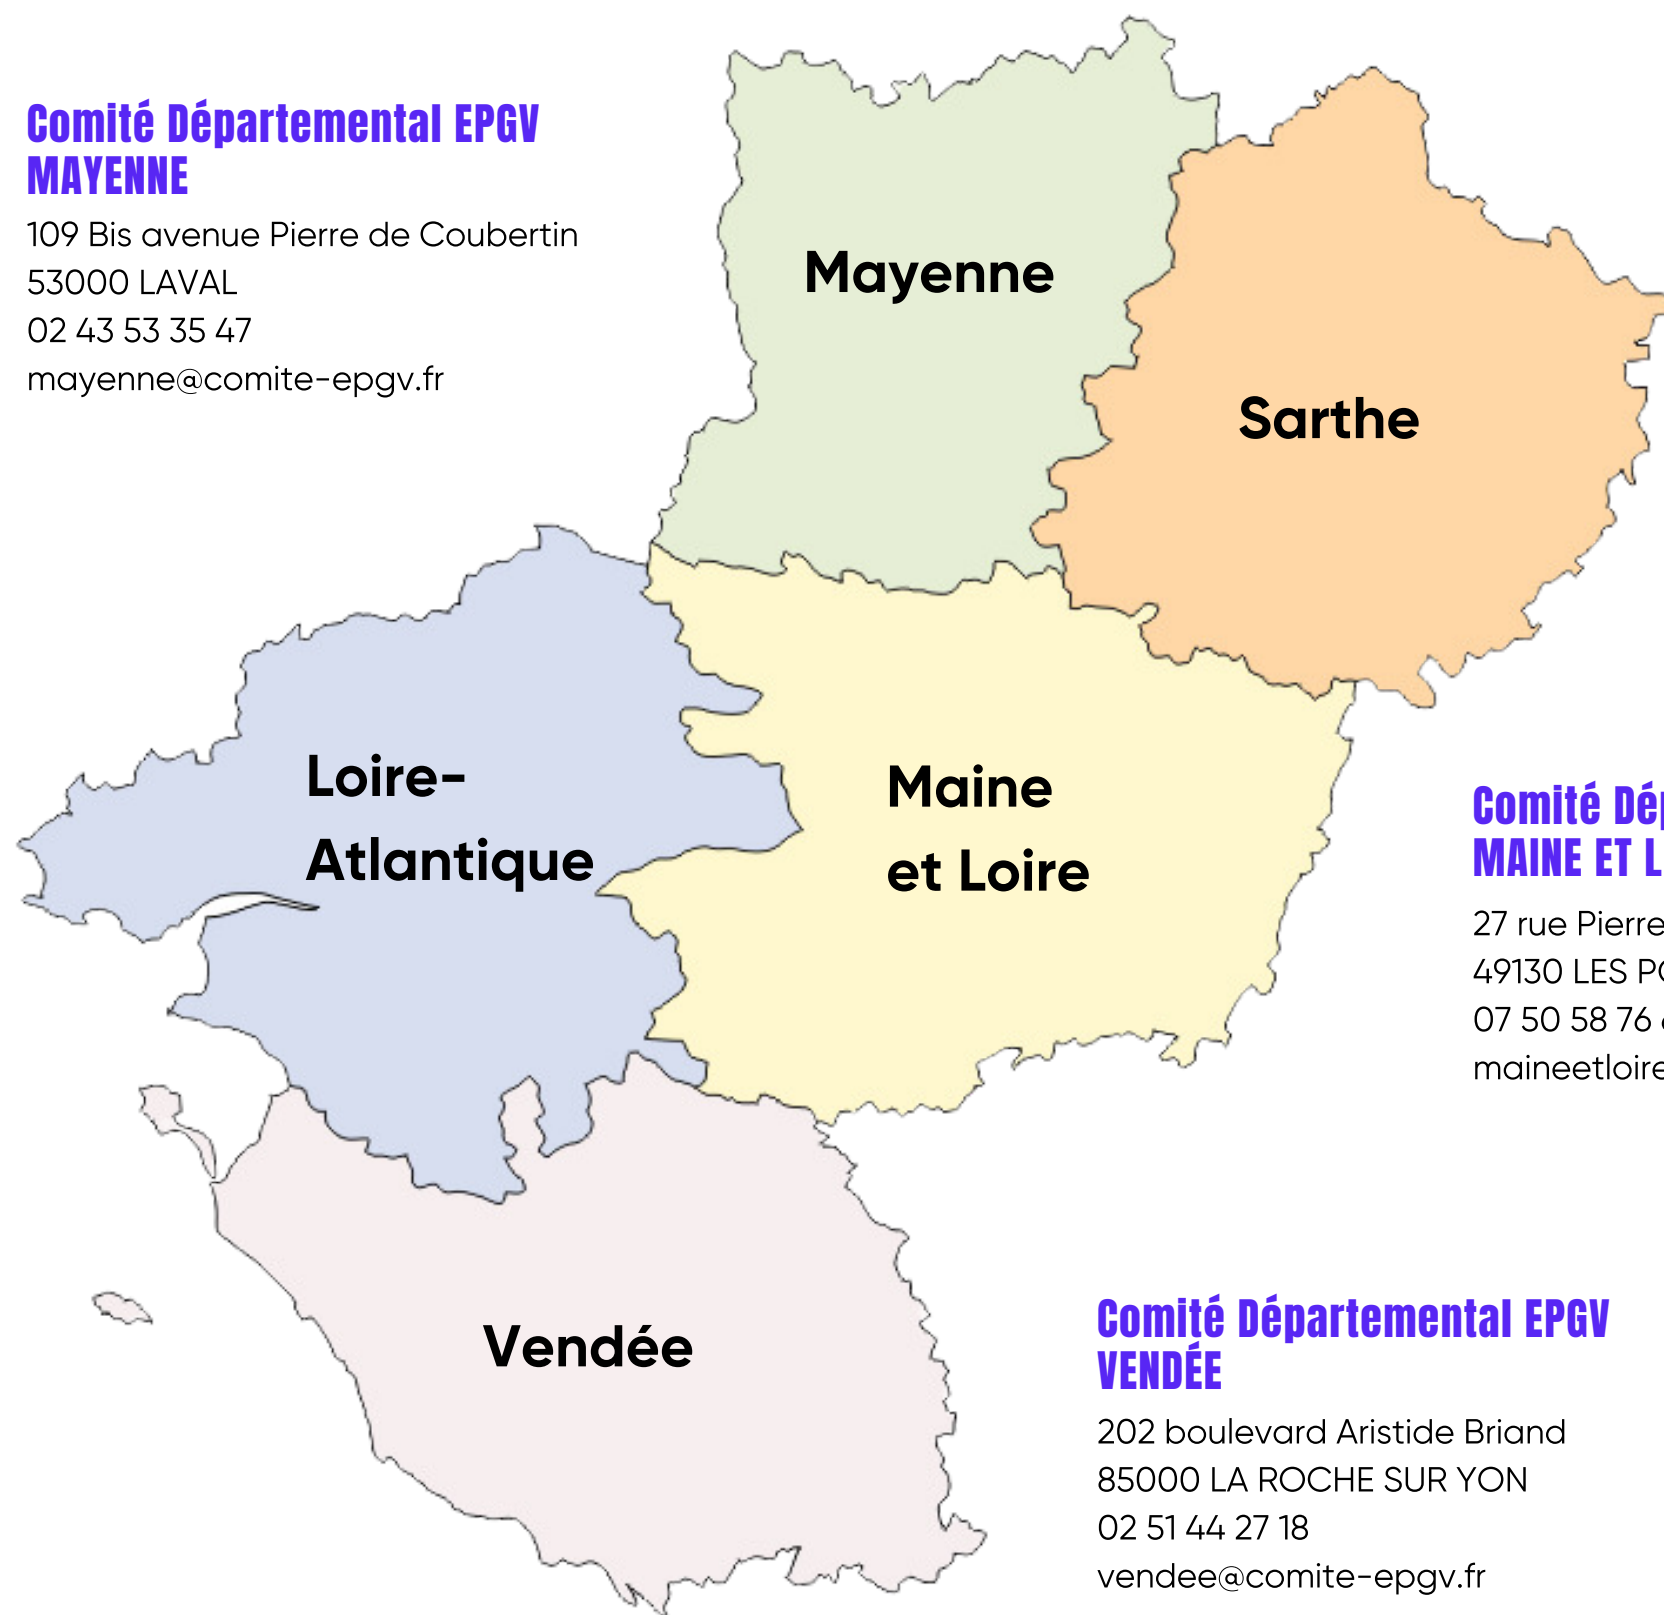 Comité Départemental EPGV
MAYENNE
109 Bis avenue Pierre de Coubertin
53000 LAVAL
02 43 53 35 47
mayenne@comite-epgv.fr
Mayenne
Sarthe
Loire-
Atlantique
Maine
et Loire
Comité
MAINE ET
27 rue Pierre
49130 LES
07 50 58 76
maineetloire
Vendée
Comité Départemental EPGV
VENDÉE
202 boulevard Aristide Briand
85000 LA ROCHE SUR YON
02 51 44 27 18
vendee@comite-epgv.fr